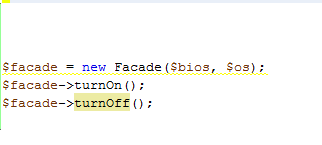 $facade = new Facade($bios, $os);
$facade->turnOn();
$facade->turnOff();